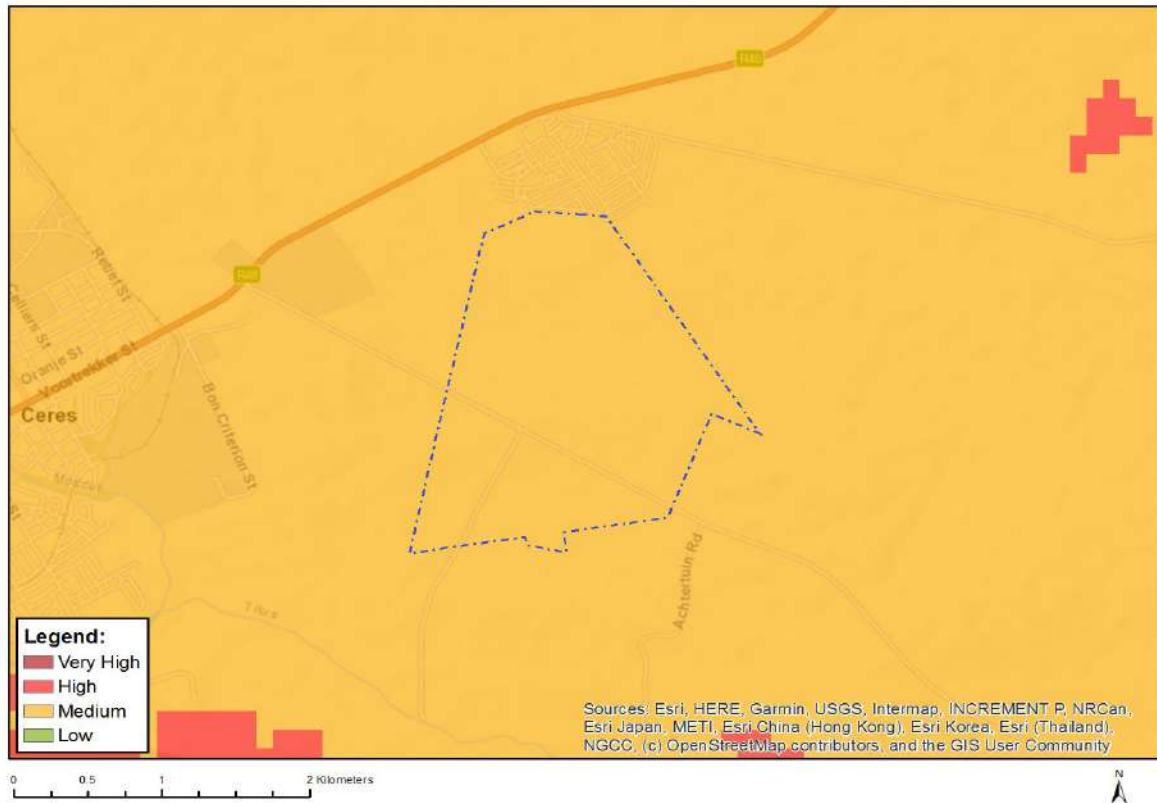 R46
R46
Retief St
Celliers St
Oranje St
Voortrekker St
Ceres
Bon Criterion St
St
Titus
Achtertuin Rd
Legend:
Very High
High
Medium
Low
Sources: Esri, HERE, Garmin, USGS, Intermap, INCREMENT P, NRCan,
Esri Japan, METI, Esri China (Hong Kong), Esri Korea, Esri (Thailand),
NGCC, (c) OpenStreetMap contributors, and the GIS User Community
0 0.5 1 2 Kilometers
N